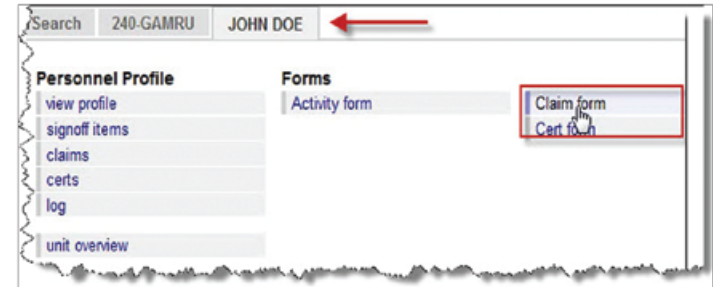 Search 240-GAMRU JOHN DOE
Personnel Profile Forms
view profile Activity form Claim form
signoff items Cert form
claims
certs
log
unit overview